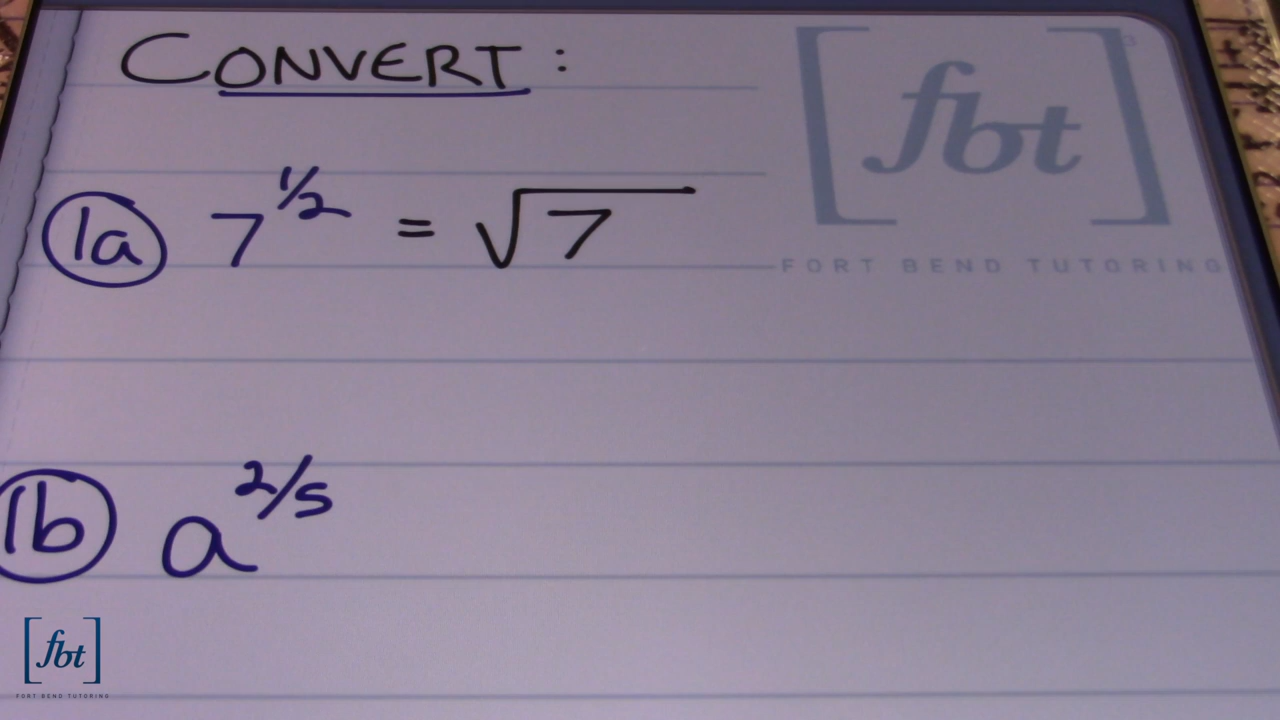 CONVERT:
fbt
FORT BEND TUTORING
1a 7^{1/2} = √7
1b a^{2/5}
fbt
FORT BEND TUTORING